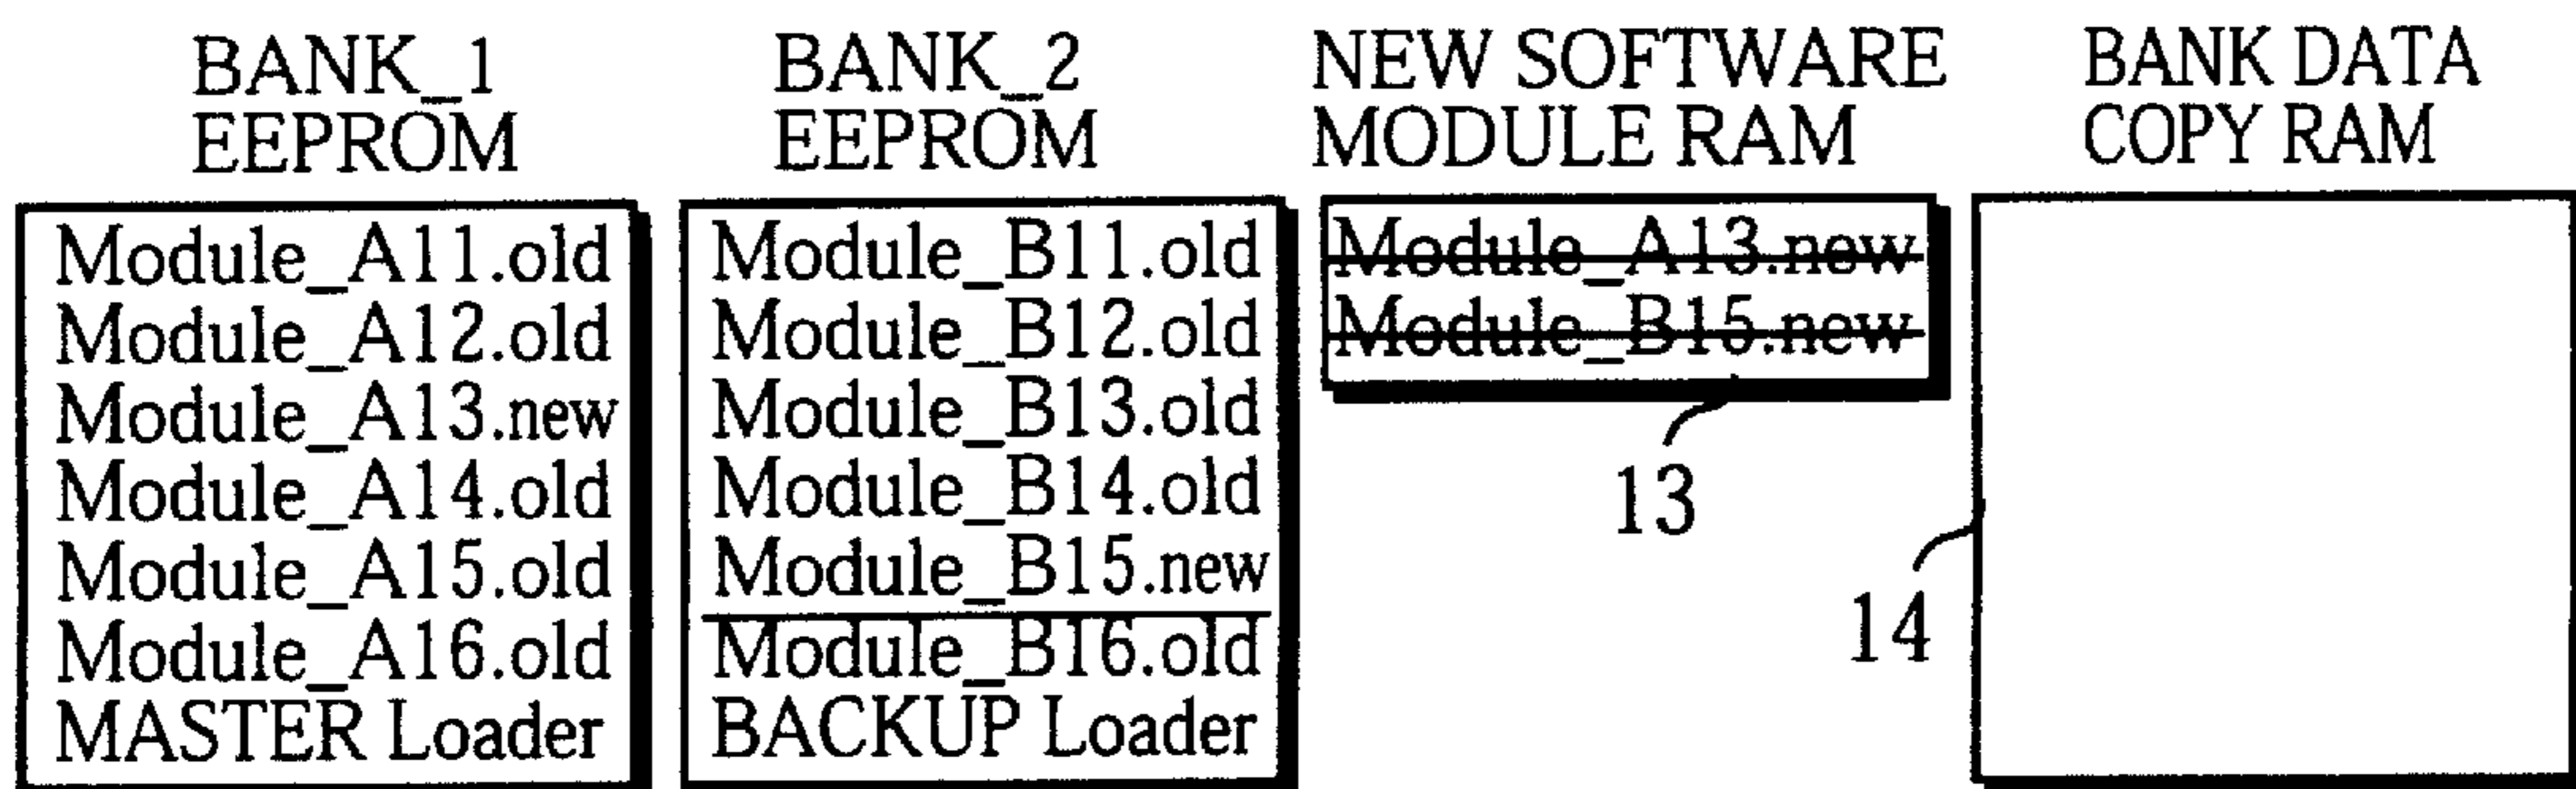 BANK_1
EEPROM
Module_A11.old
Module_A12.old
Module_A13.new
Module_A14.old
Module_A15.old
Module_A16.old
MASTER Loader
BANK_2
EEPROM
Module_B11.old
Module_B12.old
Module_B13.old
Module_B14.old
Module_B15.new
Module_B16.old
BACKUP Loader
NEW SOFTWARE
MODULE RAM
Module_A13.new
Module_B15.new
13
BANK DATA
COPY RAM
14